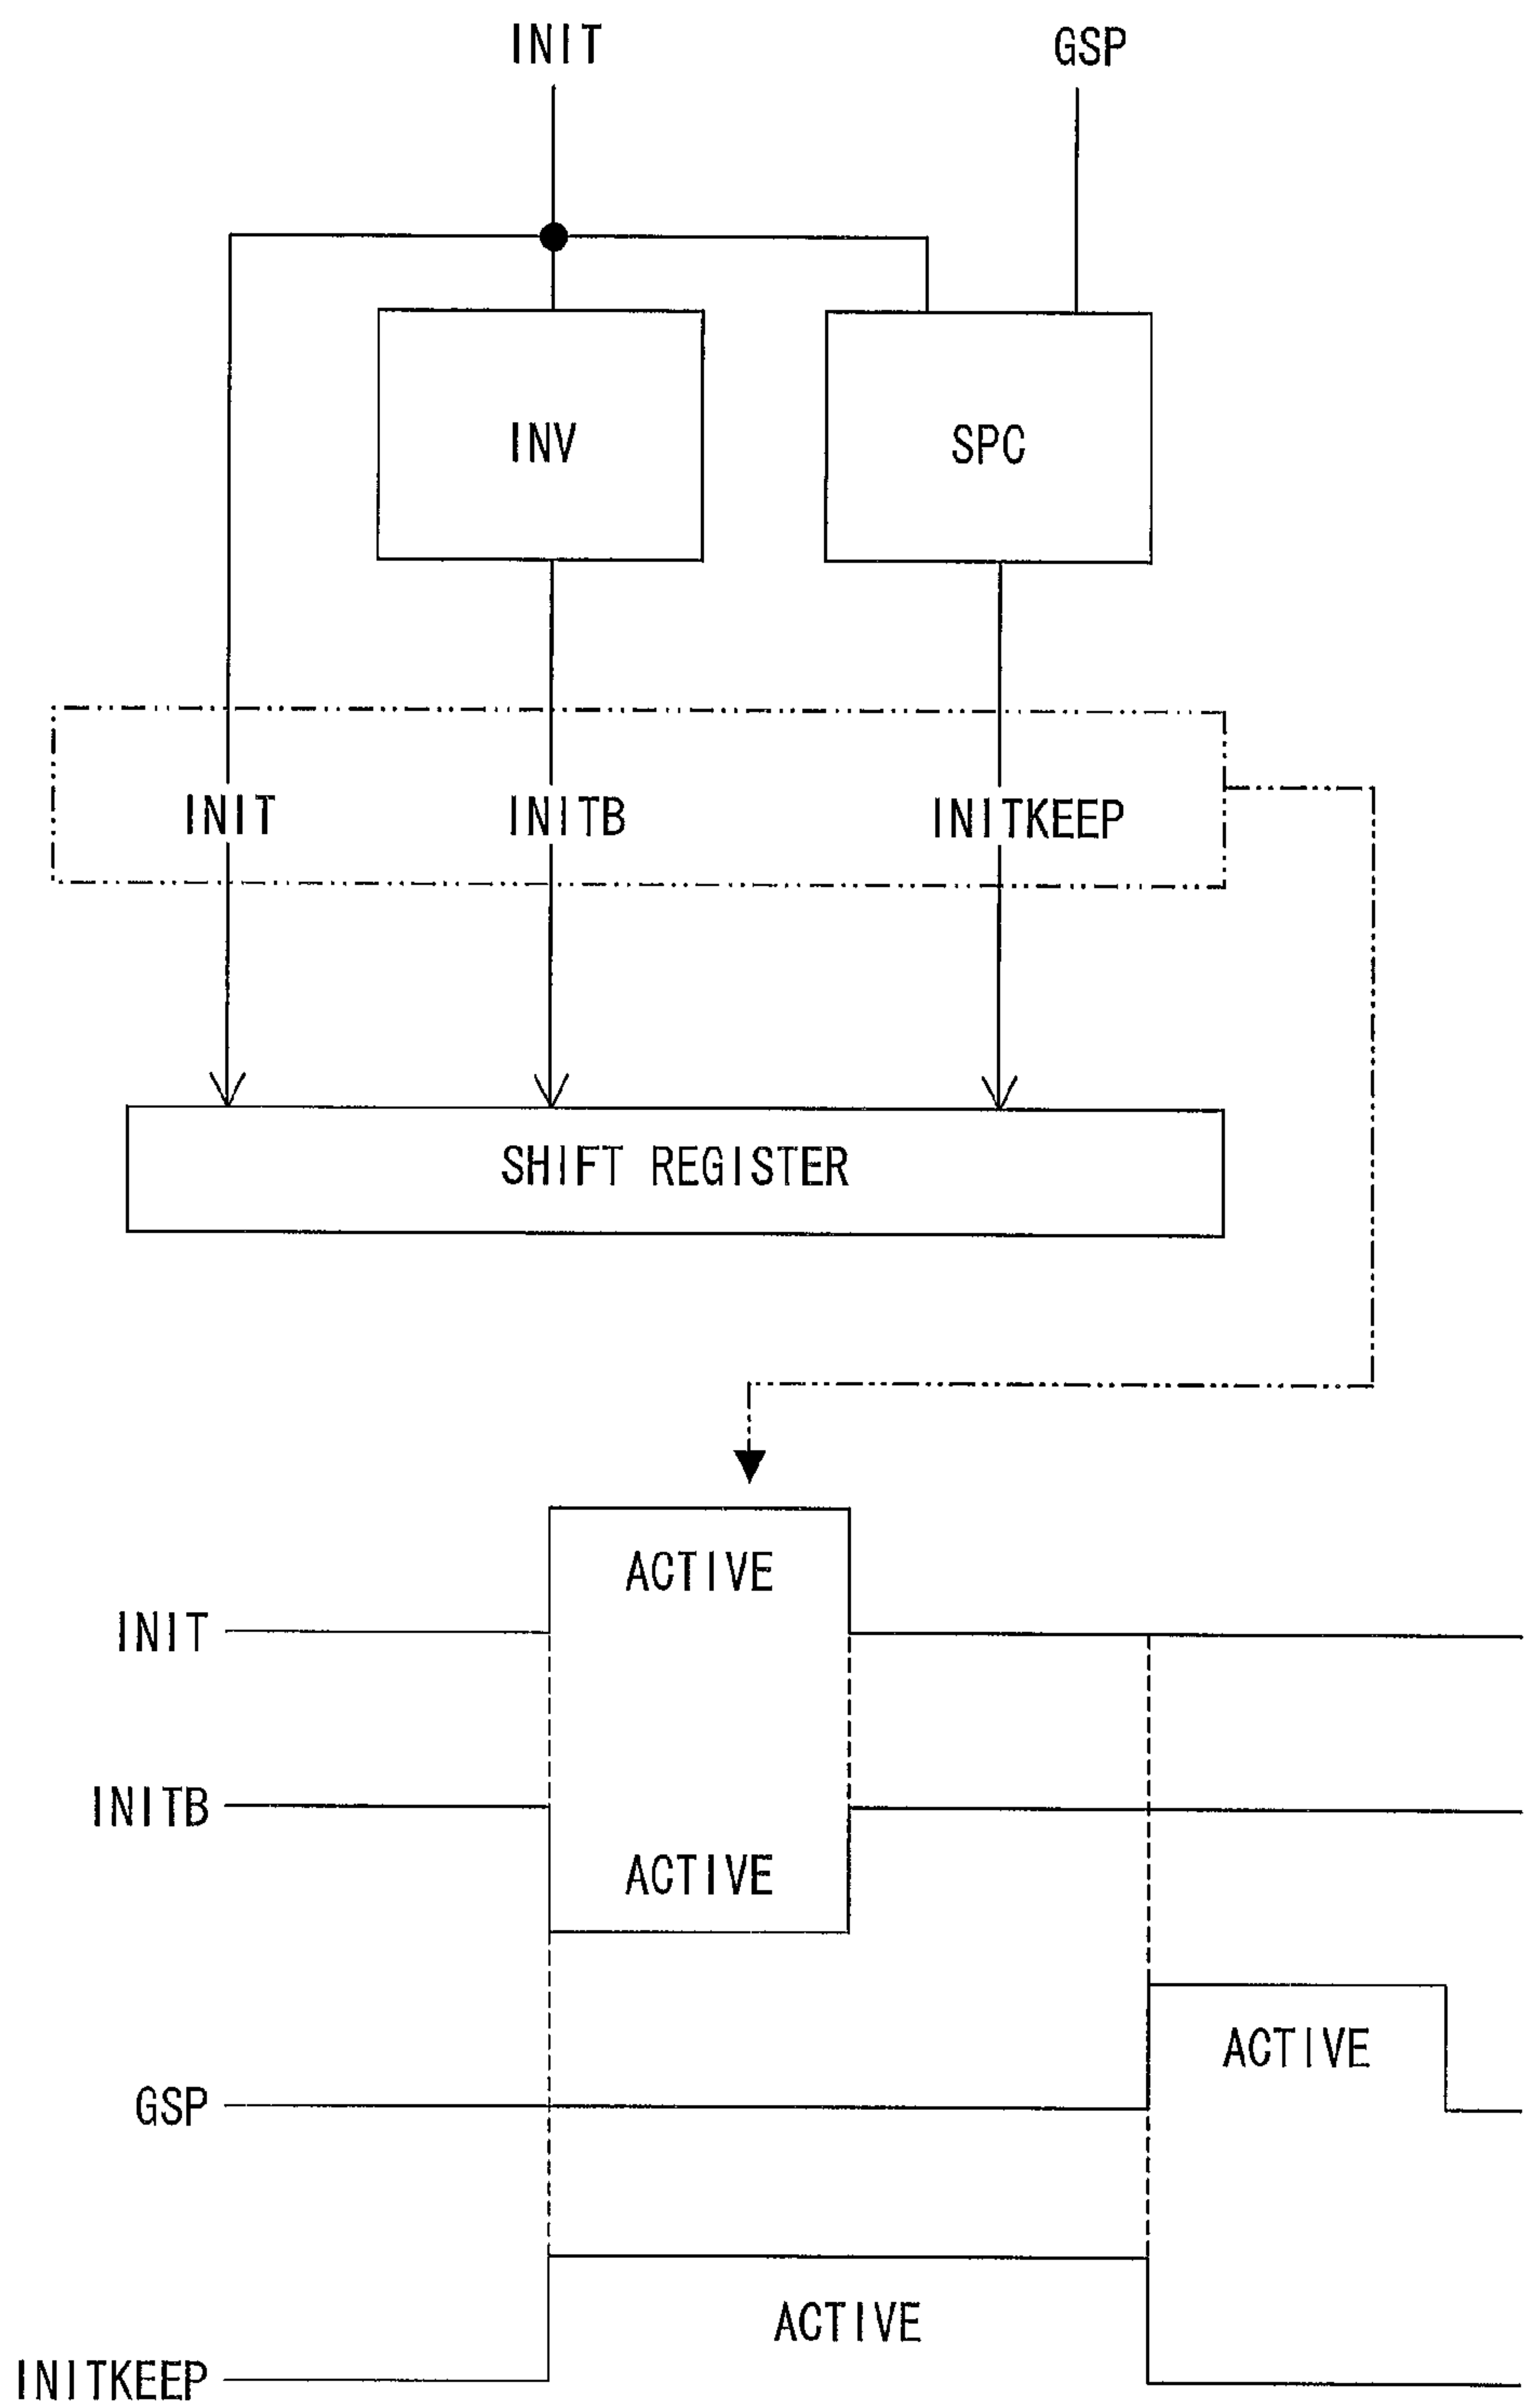 INIT GSP
INV SPC
INIT INITB INITKEEP
SHIFT REGISTER
ACTIVE
INIT
INITB
ACTIVE
ACTIVE
GSP
ACTIVE
INITKEEP